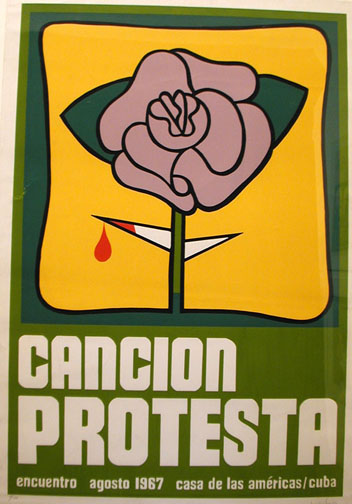 CANCION
PROTESTA
encuentro agosto 1967 casa de las américas/cuba